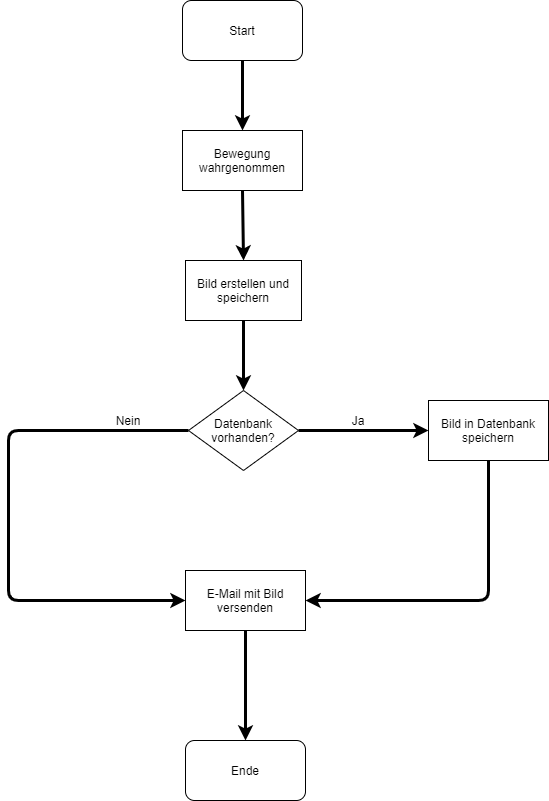 Start
Bewegung
wahrgenommen
Bild erstellen und
speichern
Nein
Datenbank
vorhanden?
Ja
Bild in Datenbank
speichern
E-Mail mit Bild
versenden
Ende